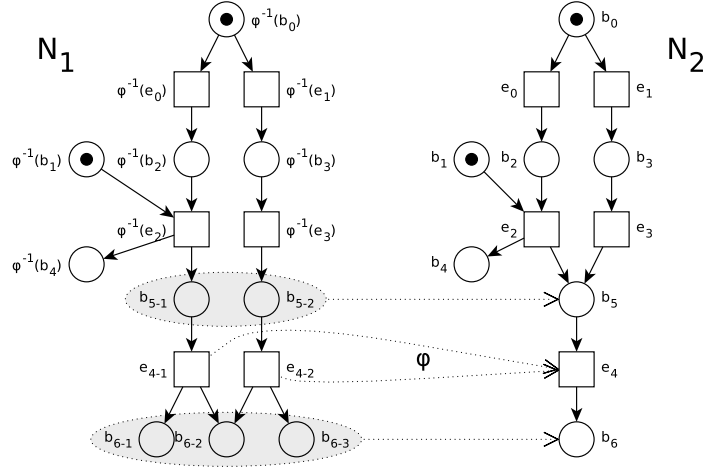 φ⁻¹(b₀) b₀
N₁ N₂
φ⁻¹(e₀) φ⁻¹(e₁) e₀ e₁
φ⁻¹(b₁) φ⁻¹(b₂) φ⁻¹(b₃) b₁ b₂ b₃
φ⁻¹(e₂) φ⁻¹(e₃) e₂ e₃
φ⁻¹(b₄) b₄
b₅₋₁ b₅₋₂ b₅
φ
e₄₋₁ e₄₋₂ e₄
b₆₋₁ b₆₋₂ b₆₋₃ b₆